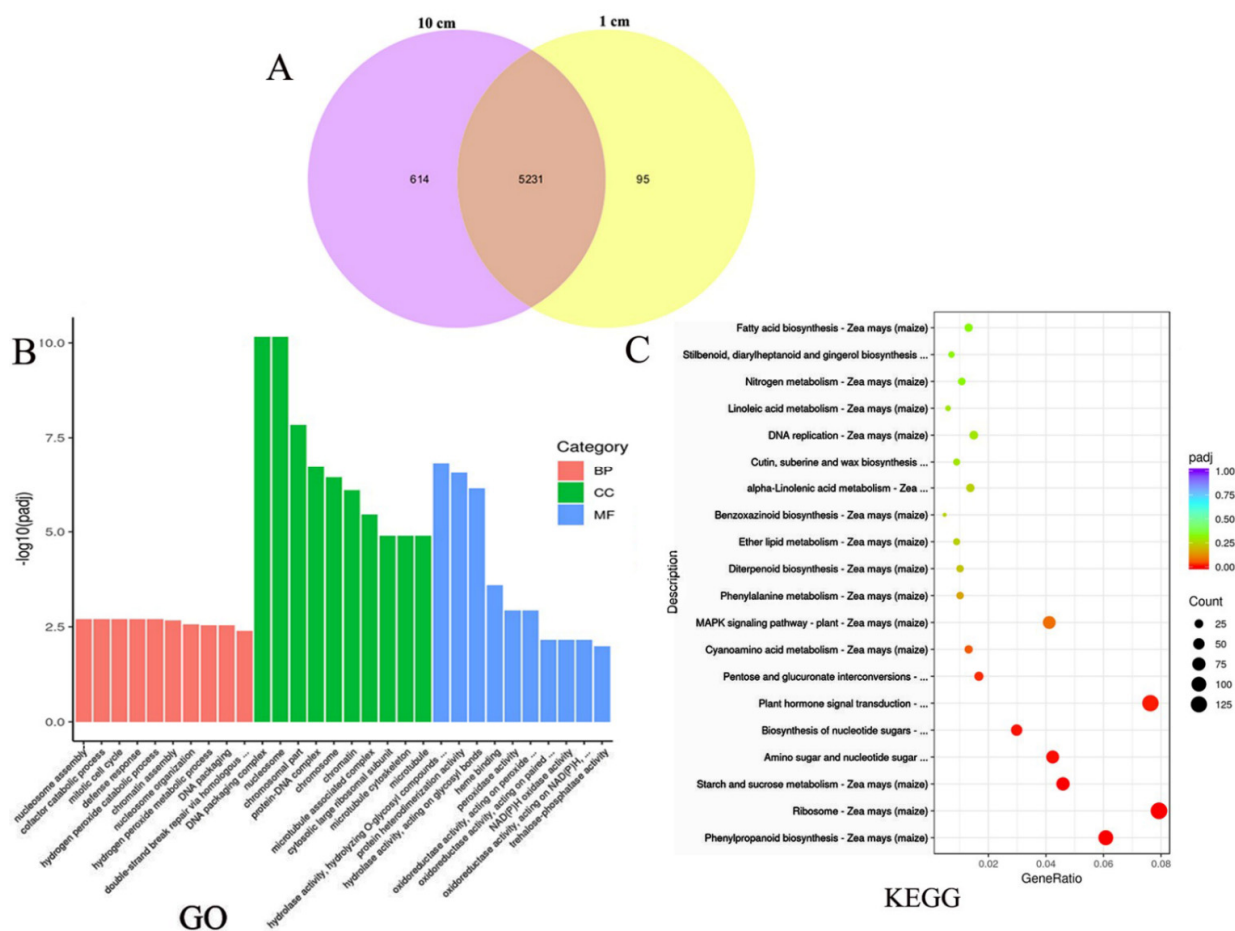 10 cm
1 cm
A
614
5231
95
B
10.0
7.5
5.0
2.5
0.0
-log10(padj)
Category
BP
CC
MF
nucleosome assembly
cofactor catabolic process
mitotic cell cycle
defense response
hydrogen peroxide catabolic process
chromatin assembly
nucleosome organization
hydrogen peroxide metabolic process
DNA packaging
double-strand break repair via homologous ...
DNA packaging complex
nucleosome
chromosomal part
protein-DNA complex
chromosome
chromatin
microtubule associated complex
cytosolic large ribosomal subunit
microtubule cytoskeleton
microtubule
hydrolase activity, hydrolyzing O-glycosyl compounds ...
protein heterodimerization activity
hydrolase activity, acting on glycosyl bonds
heme binding
peroxidase activity
oxidoreductase activity, acting on peroxide ...
oxidoreductase activity, acting on paired ...
NAD(P)H oxidase activity
oxidoreductase activity, acting on NAD(P)H, ...
trehalose-phosphatase activity
GO
C
Description
Fatty acid biosynthesis - Zea mays (maize)
Stilbenoid, diarylheptanoid and gingerol biosynthesis ...
Nitrogen metabolism - Zea mays (maize)
Linoleic acid metabolism - Zea mays (maize)
DNA replication - Zea mays (maize)
Cutin, suberine and wax biosynthesis ...
alpha-Linolenic acid metabolism - Zea ...
Benzoxazinoid biosynthesis - Zea mays (maize)
Ether lipid metabolism - Zea mays (maize)
Diterpenoid biosynthesis - Zea mays (maize)
Phenylalanine metabolism - Zea mays (maize)
MAPK signaling pathway - plant - Zea mays (maize)
Cyanoamino acid metabolism - Zea mays (maize)
Pentose and glucuronate interconversions - ...
Plant hormone signal transduction - ...
Biosynthesis of nucleotide sugars - ...
Amino sugar and nucleotide sugar ...
Starch and sucrose metabolism - Zea mays (maize)
Ribosome - Zea mays (maize)
Phenylpropanoid biosynthesis - Zea mays (maize)
0.02
0.04
0.06
0.08
GeneRatio
padj
1.00
0.75
0.50
0.25
0.00
Count
25
50
75
100
125
KEGG